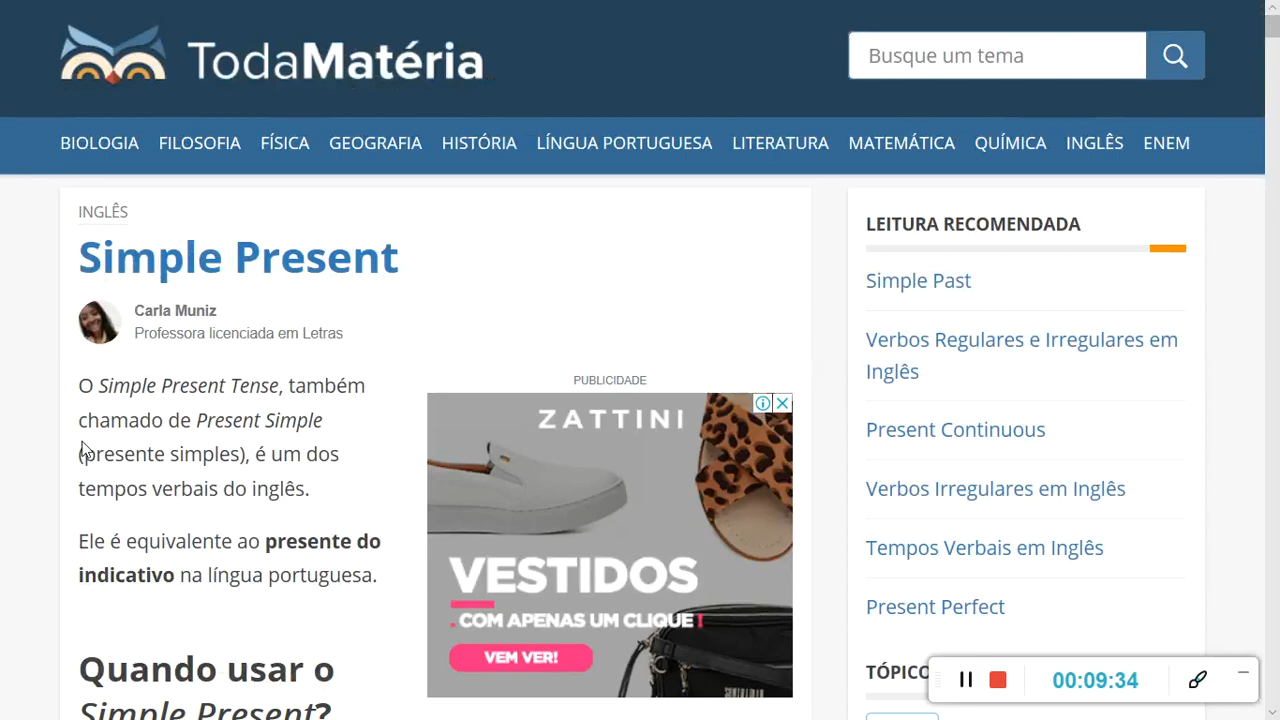 TodaMatéria
Busque um tema
BIOLOGIA FILOSOFIA FÍSICA GEOGRAFIA HISTÓRIA LÍNGUA PORTUGUESA LITERATURA MATEMÁTICA QUÍMICA INGLÊS ENEM
INGLÊS
Simple Present
Carla Muniz
Professora licenciada em Letras
O Simple Present Tense, também
chamado de Present Simple
(presente simples), é um dos
tempos verbais do inglês.
Ele é equivalente ao presente do
indicativo na língua portuguesa.
Quando usar o
Simple Present?
PUBLICIDADE
ZATTINI
VESTIDOS
. COM APENAS UM CLIQUE !
VEM VER!
LEITURA RECOMENDADA
Simple Past
Verbos Regulares e Irregulares em
Inglês
Present Continuous
Verbos Irregulares em Inglês
Tempos Verbais em Inglês
Present Perfect
TÓPICO
00:09:34